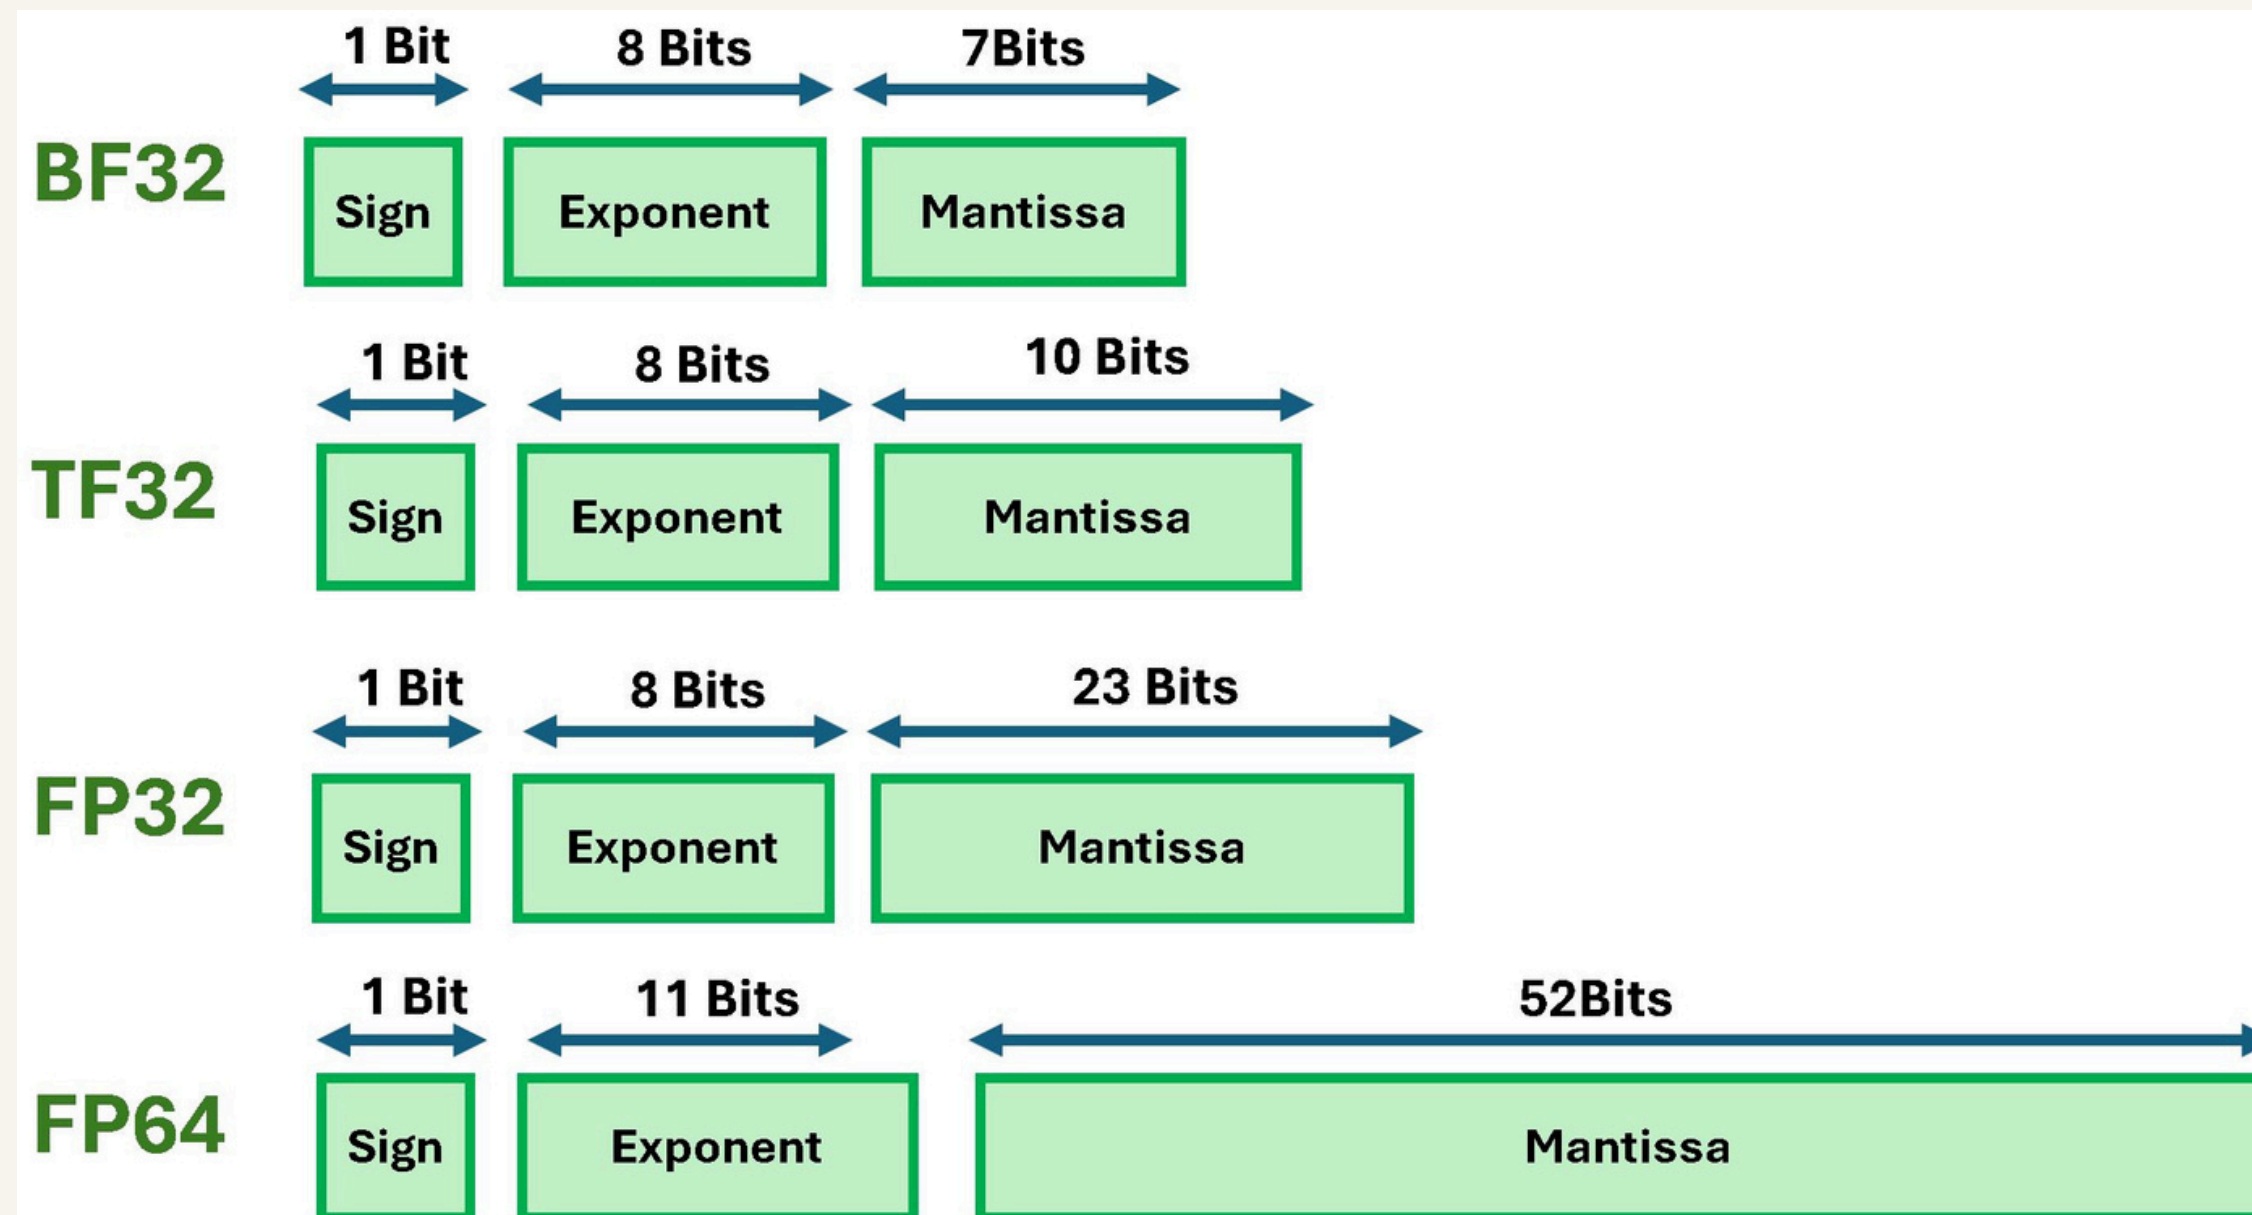 1 Bit 8 Bits 7Bits
BF32
Sign Exponent Mantissa
1 Bit 8 Bits 10 Bits
TF32
Sign Exponent Mantissa
1 Bit 8 Bits 23 Bits
FP32
Sign Exponent Mantissa
1 Bit 11 Bits 52Bits
FP64
Sign Exponent Mantissa